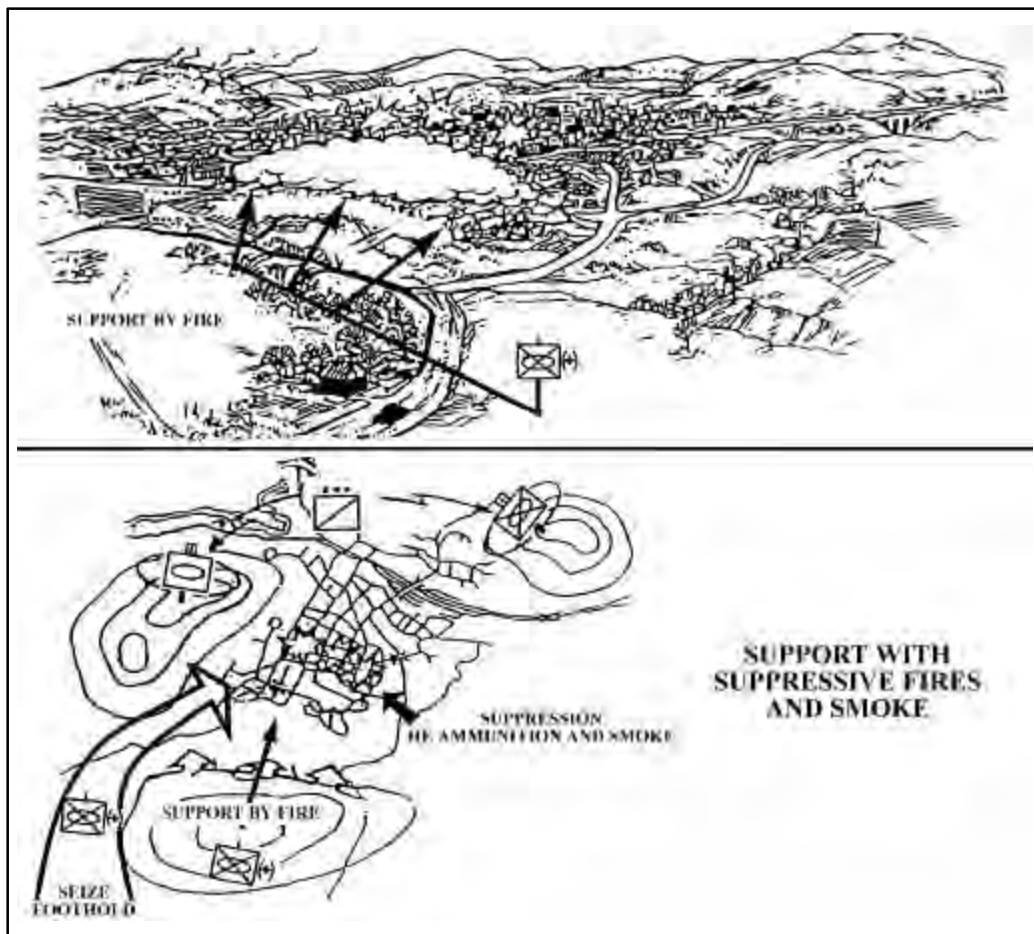 SUPPORT BY FIRE
(+)
SUPPORT WITH
SUPPRESSIVE FIRES
AND SMOKE
SUPPRESSION
HE AMMUNITION AND SMOKE
SUPPORT BY FIRE
(+)
(+)
SEIZE
FOOTHOLD